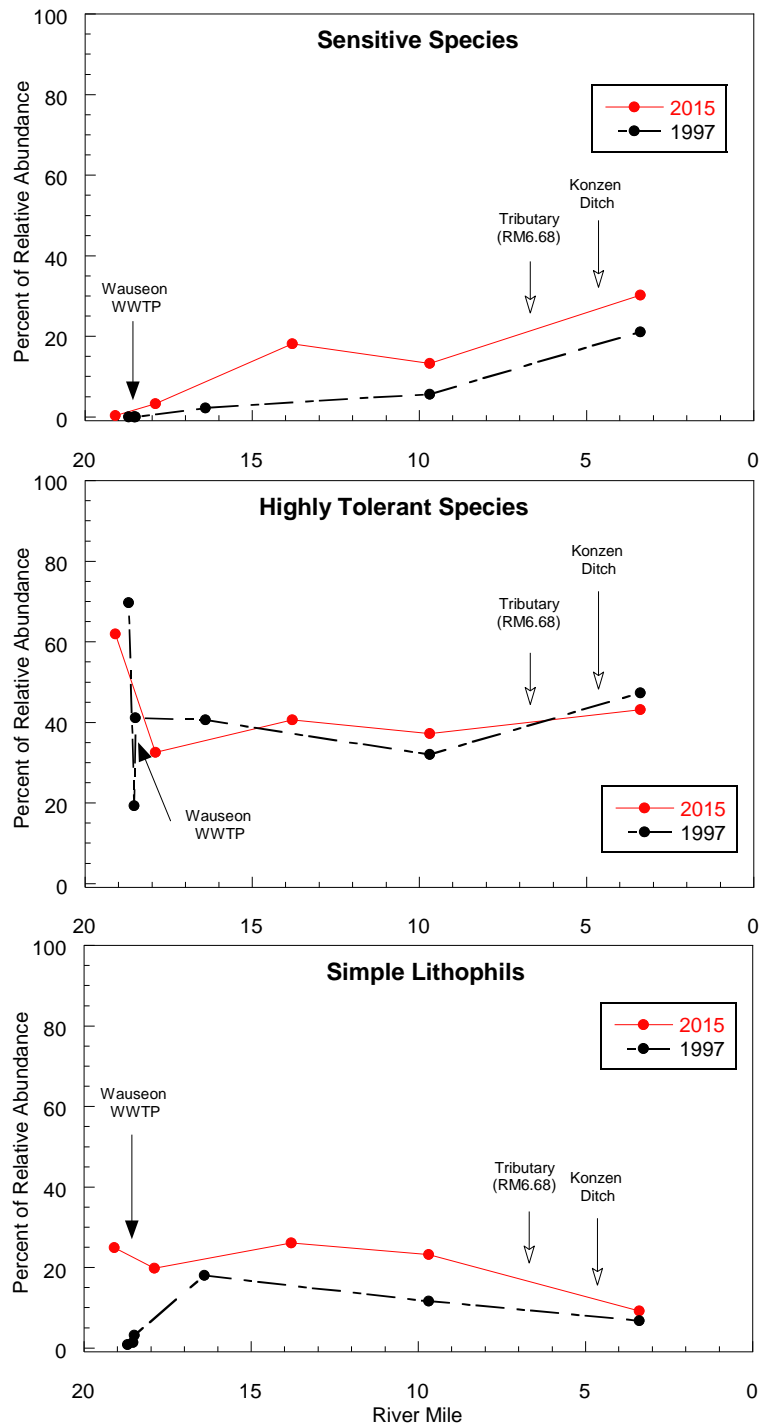 Sensitive Species
100
80
60
40
20
0
Percent of Relative Abundance
2015
1997
Konzen
Ditch
Tributary
(RM6.68)
Wauseon
WWTP
20
15
10
5
0
Highly Tolerant Species
100
80
60
40
20
0
Percent of Relative Abundance
Konzen
Ditch
Tributary
(RM6.68)
Wauseon
WWTP
2015
1997
20
15
10
5
0
Simple Lithophils
100
80
60
40
20
0
Percent of Relative Abundance
2015
1997
Wauseon
WWTP
Tributary
(RM6.68)
Konzen
Ditch
20
15
10
5
0
River Mile